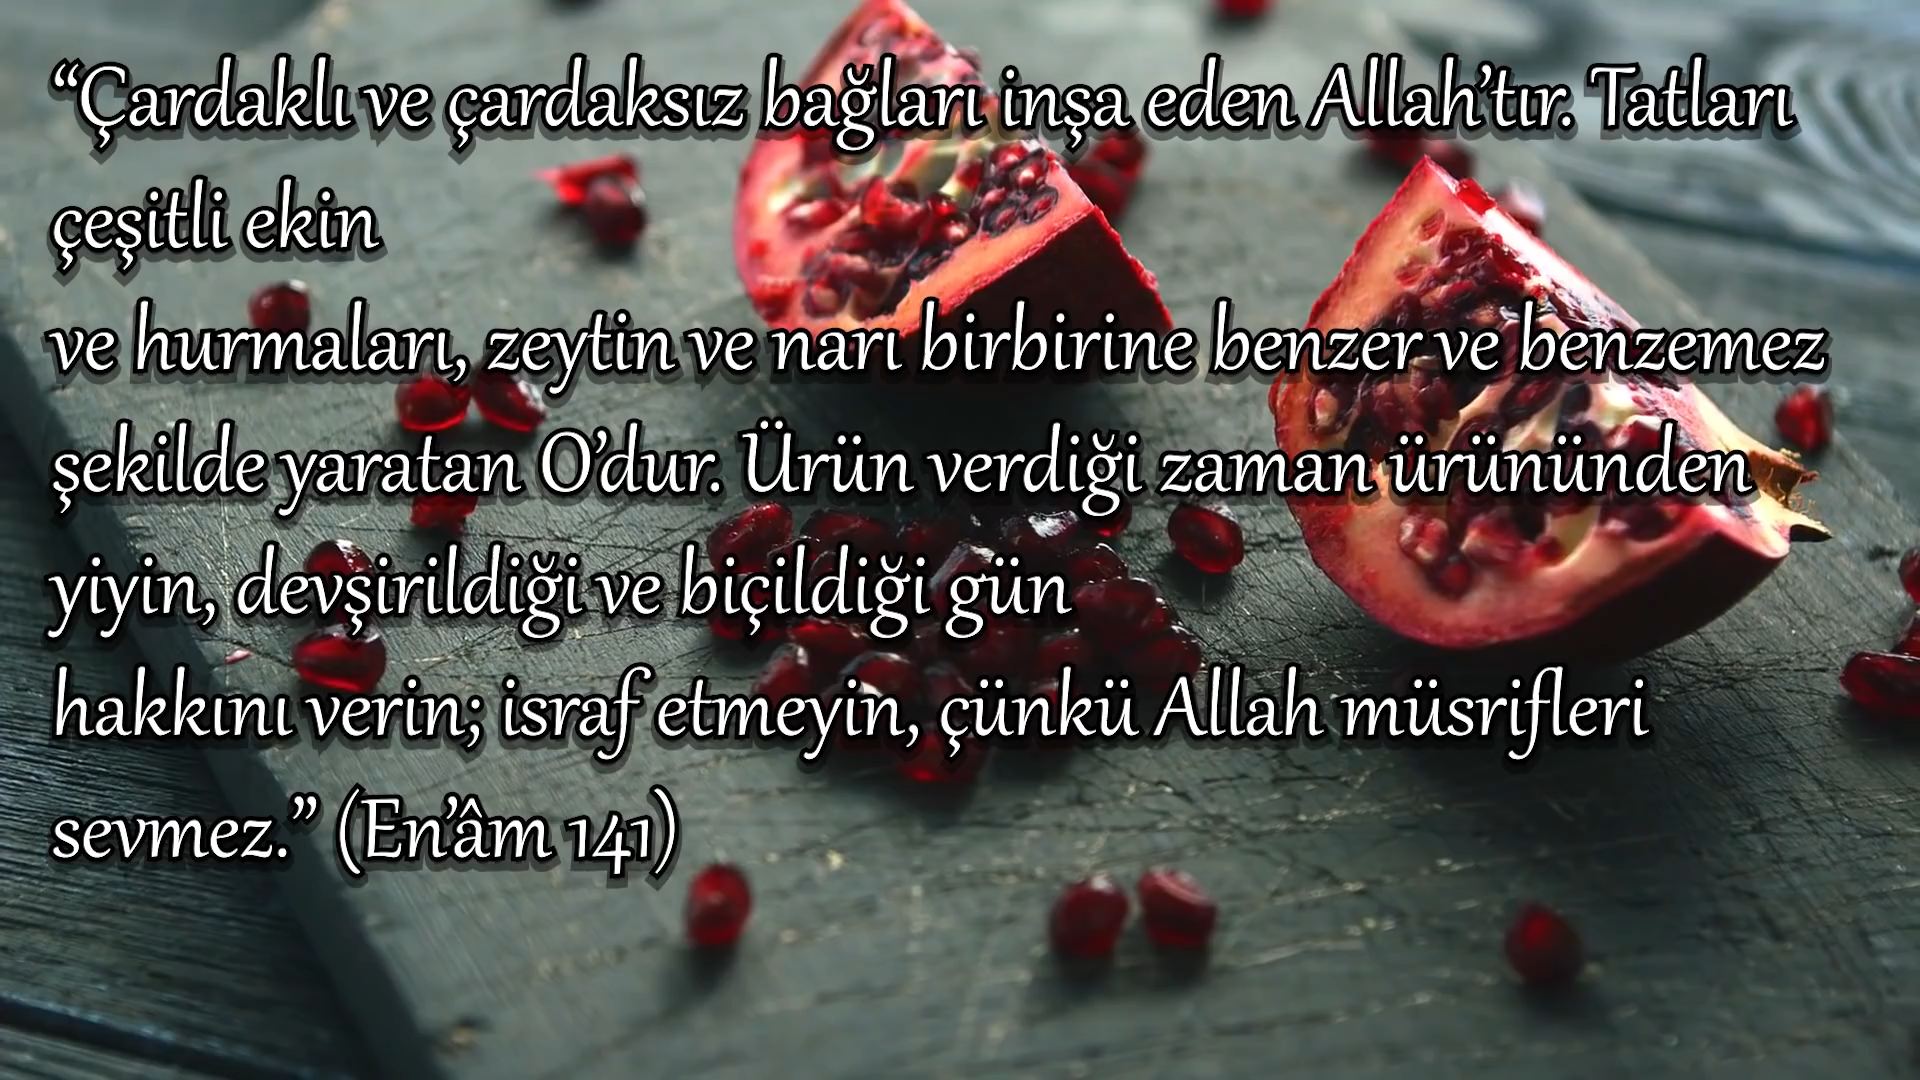 “Çardaklı ve çardaksız bağları inşa eden Allah’tır. Tatları
çeşitli ekin
ve hurmaları, zeytin ve narı birbirine benzer ve benzemez
şekilde yaratan O’dur. Ürün verdiği zaman ürününden
yiyin, devşirildiği ve biçildiği gün
hakkını verin; israf etmeyin, çünkü Allah müsrifleri
sevmez.” (En’âm 141)